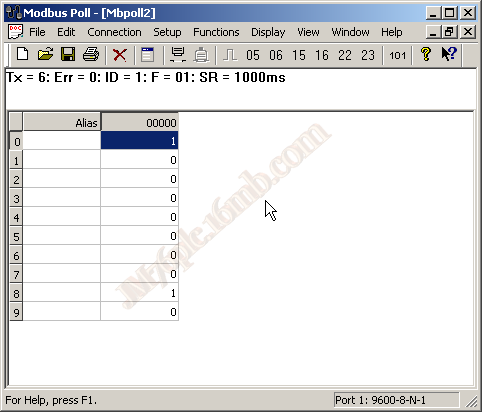 Modbus Poll - [Mbpoll2]
DOC File Edit Connection Setup Functions Display View Window Help
05 06 15 16 22 23 101 ? ?
Tx = 6: Err = 0: ID = 1: F = 01: SR = 1000ms
Alias 00000
0 1
1 0
2 0
3 0
4 0
5 0
6 0
7 0
8 1
9 0
For Help, press F1. Port 1: 9600-8-N-1